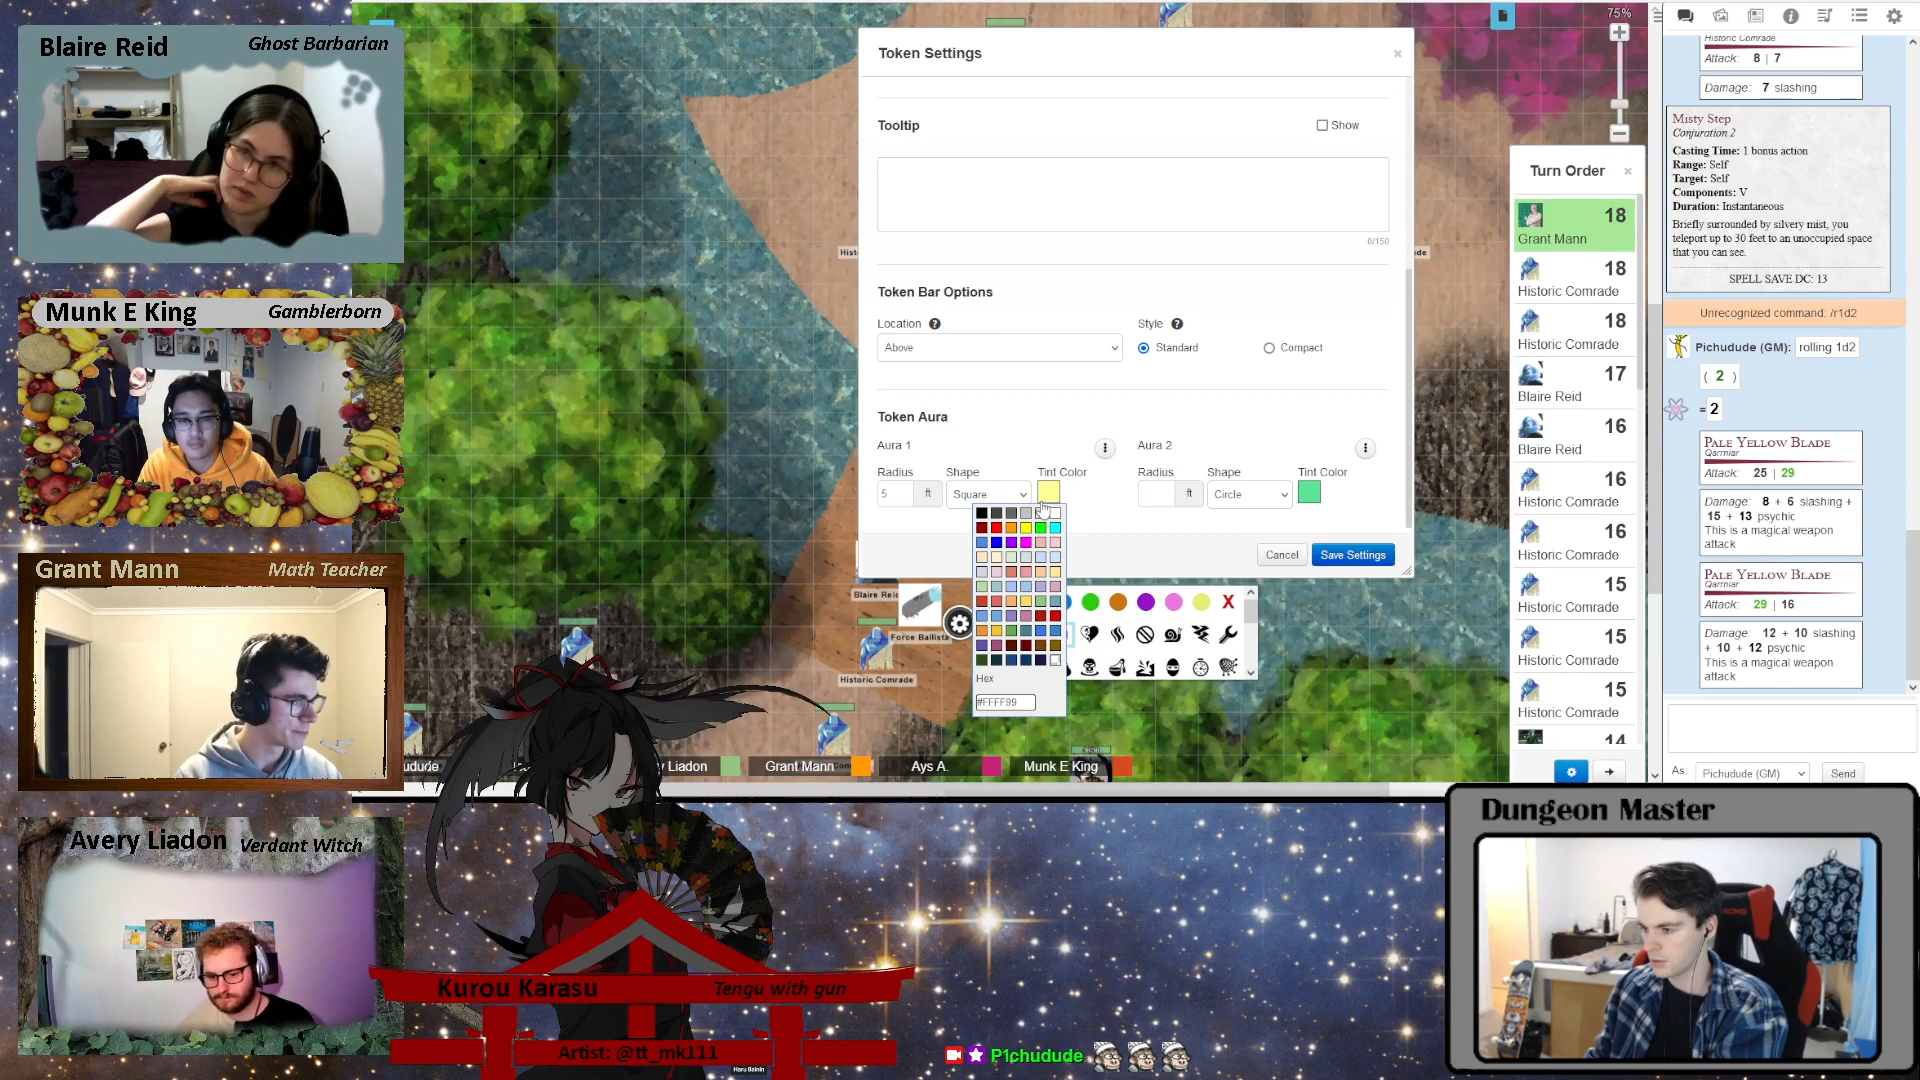 Blaire Reid
Ghost Barbarian
Munk E King
Gamblerborn
Grant Mann
Math Teacher
Avery Liadon
Verdant Witch
Token Settings
×
Tooltip
Show
0/150
Token Bar Options
Location
Style
Above
Standard
Compact
Token Aura
Aura 1
Aura 2
Radius
Shape
Tint Color
Radius
Shape
Tint Color
5
ft
Square
ft
Circle
Cancel
Save Settings
Hex
#FFFF99
X
Force Ballista
Historic Comrade
Liadon
Grant Mann
Ays A.
Munk E King
75%
Turn Order
×
18
Grant Mann
18
Historic Comrade
18
Historic Comrade
17
Blaire Reid
16
Blaire Reid
16
Historic Comrade
16
Historic Comrade
15
Historic Comrade
15
Historic Comrade
15
Historic Comrade
14
Historic Comrade
Attack: 8 | 7
Damage: 7 slashing
Misty Step
Conjuration 2
Casting Time: 1 bonus action
Range: Self
Target: Self
Components: V
Duration: Instantaneous
Briefly surrounded by silvery mist, you
teleport up to 30 feet to an unoccupied space
that you can see.
SPELL SAVE DC: 13
Unrecognized command: /r1d2
Pichudude (GM): rolling 1d2
( 2 )
= 2
PALE YELLOW BLADE
Qarmiar
Attack: 25 | 29
Damage: 8 + 6 slashing +
15 + 13 psychic
This is a magical weapon
attack
PALE YELLOW BLADE
Qarmiar
Attack: 29 | 16
Damage: 12 + 10 slashing
+ 10 + 12 psychic
This is a magical weapon
attack
As:
Pichudude (GM)
Send
Dungeon Master
Kurou Karasu
Tengu with gun
Artist: @tt_mk111
P1chudude